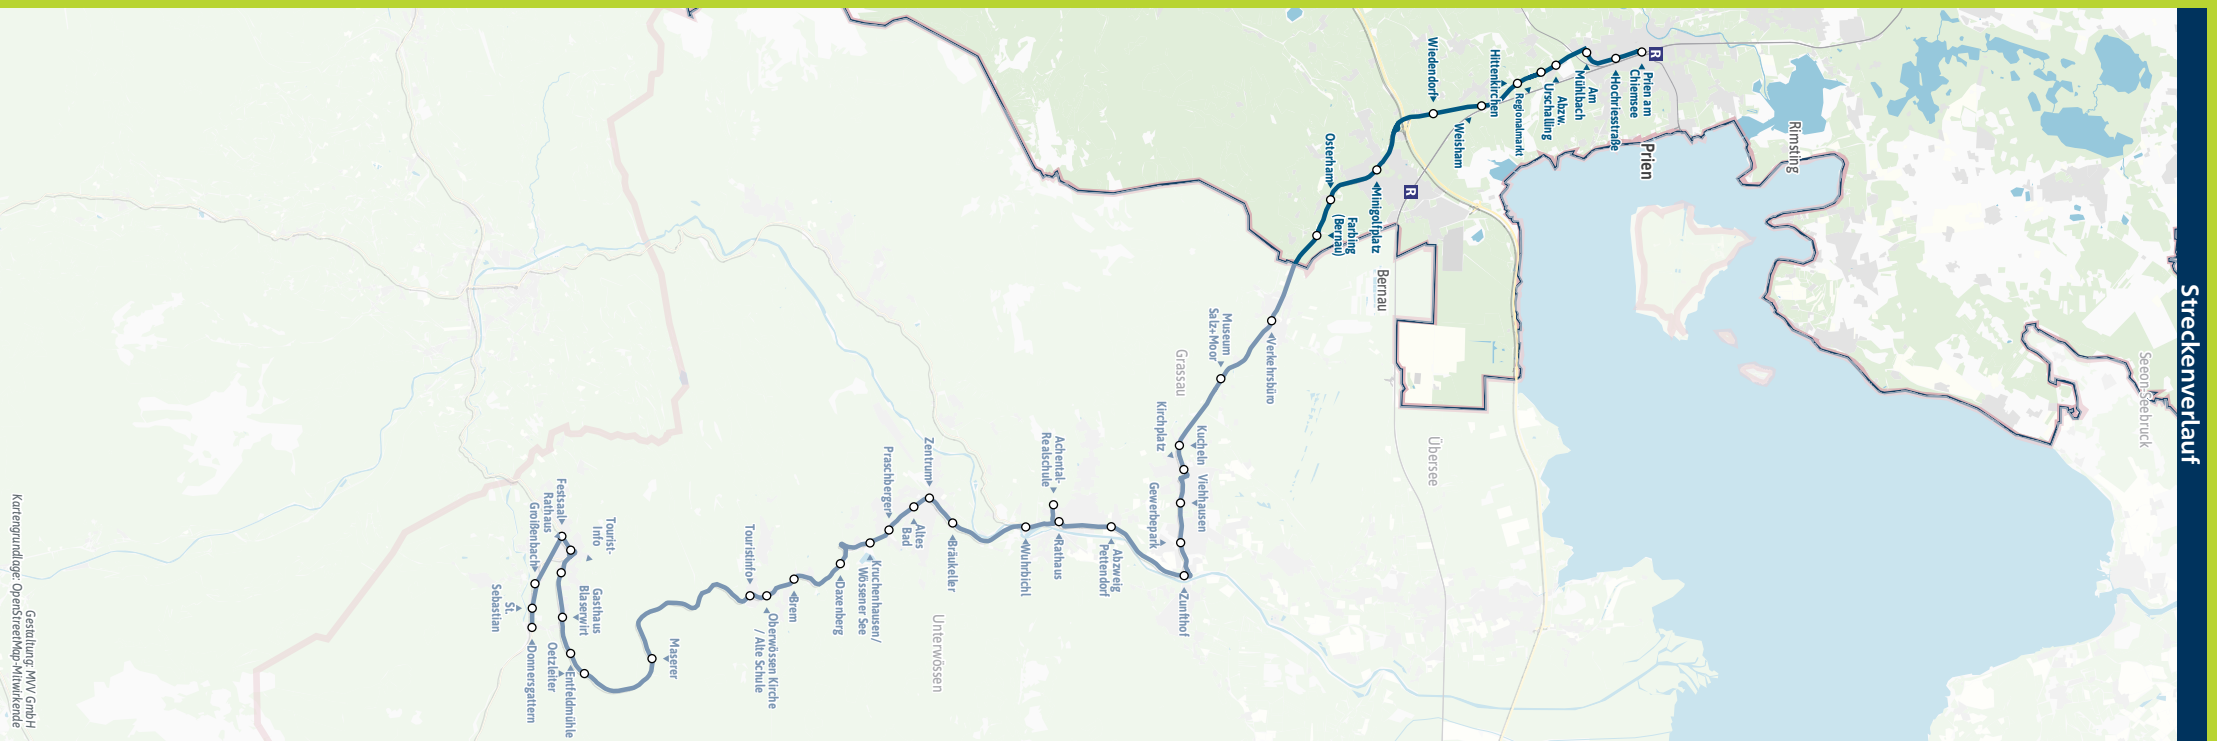 Streckenverlauf
Seeon-Seebruck
Rimsting
Prien
R
Prien am
Chiemsee
Hochriesstraße
Am
Mühlbach
Abzw.
Urschalling
Regionalmarkt
Hittenkirchen
Weisham
Wiedendorf
R
Bernau
Minigolfplatz
Osterham
Farbing
(Bernau)
Übersee
Verkehrsbüro
Museum
Salz+Moor
Grassau
Kucheln
Kirchplatz
Viehhausen
Gewerbepark
Zunfthof
Abzweig
Pettendorf
Rathaus
Achental-
Realschule
Wuhrbichl
Bräukeller
Zentrum
Altes
Bad
Praschberger
Unterwössen
Kruchenhausen/
Wössener See
Daxenberg
Brem
Oberwössen Kirche
/ Alte Schule
Touristinfo
Maserer
Entfeldmühle
Oetzleiter
Gasthaus
Blaserwirt
Tourist-
Info
Festsaal
Rathaus
Groißenbach
St.
Sebastian
Donnersgattern
Gestaltung: MVV GmbH
Kartengrundlage: OpenStreetMap-Mitwirkende